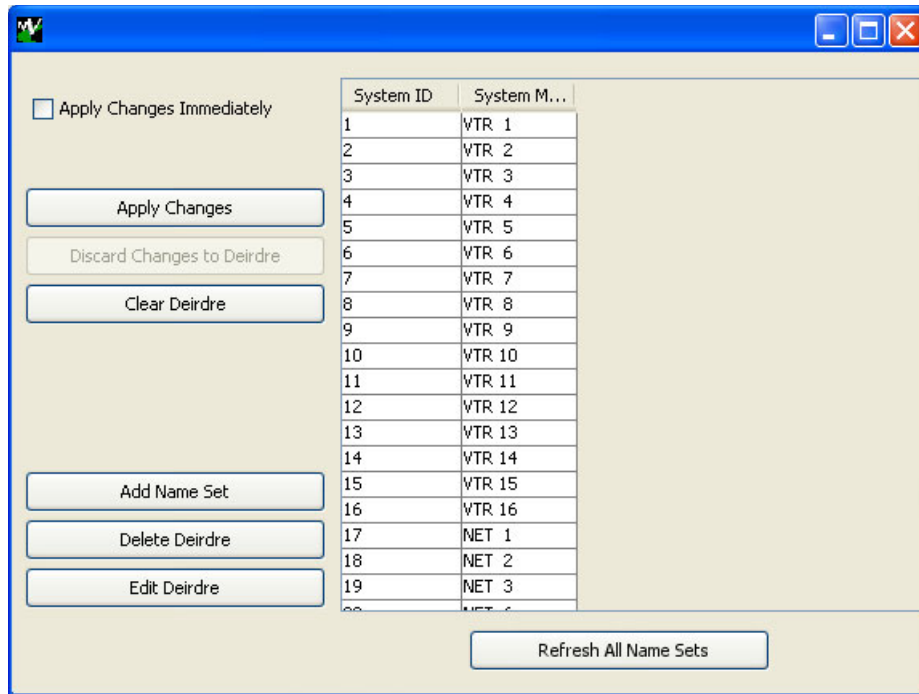 Apply Changes Immediately
Apply Changes
Discard Changes to Deirdre
Clear Deirdre
Add Name Set
Delete Deirdre
Edit Deirdre
System ID System M...
1 VTR 1
2 VTR 2
3 VTR 3
4 VTR 4
5 VTR 5
6 VTR 6
7 VTR 7
8 VTR 8
9 VTR 9
10 VTR 10
11 VTR 11
12 VTR 12
13 VTR 13
14 VTR 14
15 VTR 15
16 VTR 16
17 NET 1
18 NET 2
19 NET 3
Refresh All Name Sets